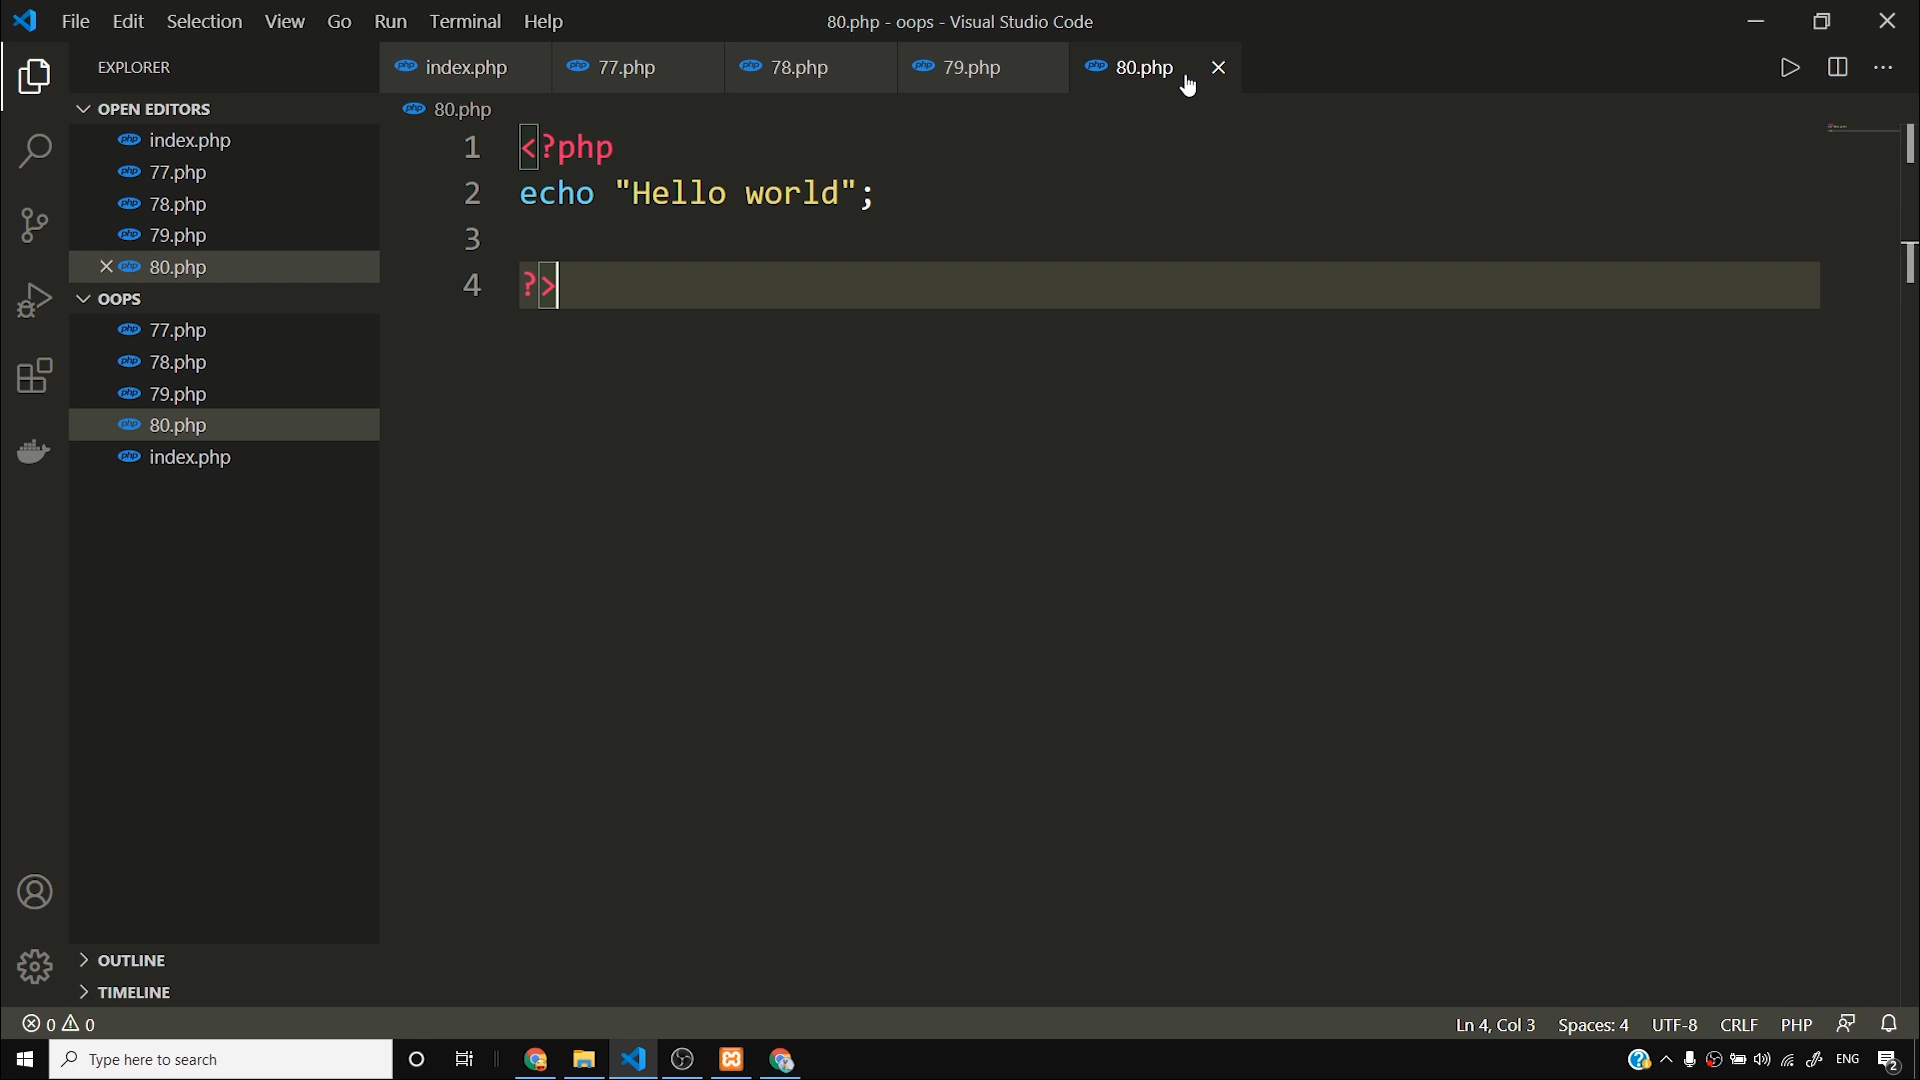 File Edit Selection View Go Run Terminal Help 80.php - oops - Visual Studio Code
EXPLORER
index.php 77.php 78.php 79.php 80.php
OPEN EDITORS
index.php
77.php
78.php
79.php
80.php
OOPS
77.php
78.php
79.php
80.php
index.php
OUTLINE
TIMELINE
80.php
1 <?php
2 echo "Hello world";
3
4 ?>
0 0 Ln 4, Col 3 Spaces: 4 UTF-8 CRLF PHP
Type here to search ENG 2